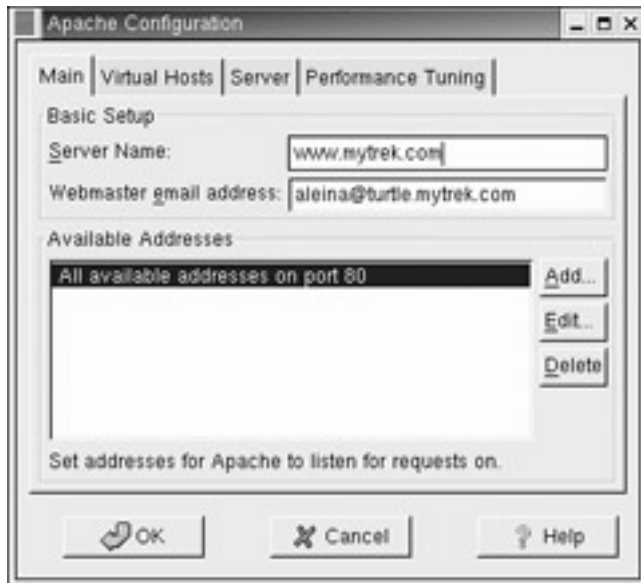 Apache Configuration
Main Virtual Hosts Server Performance Tuning
Basic Setup
Server Name: www.mytrek.com
Webmaster email address: aleina@turtle.mytrek.com
Available Addresses
All available addresses on port 80
Add...
Edit...
Delete
Set addresses for Apache to listen for requests on.
OK Cancel Help